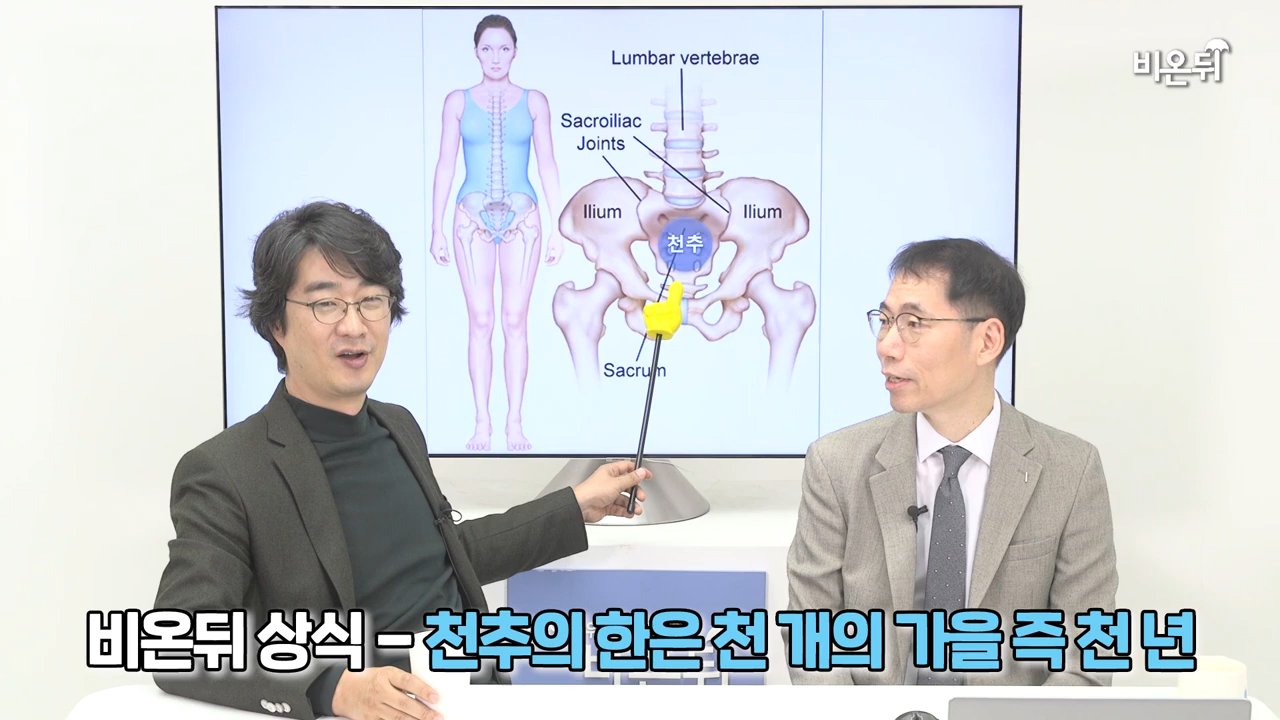 비온뒤
Lumbar vertebrae
Sacroiliac
Joints
Ilium
Ilium
천추
Sacrum
비온뒤 상식 - 천추의 한은 천 개의 가을 즉 천 년